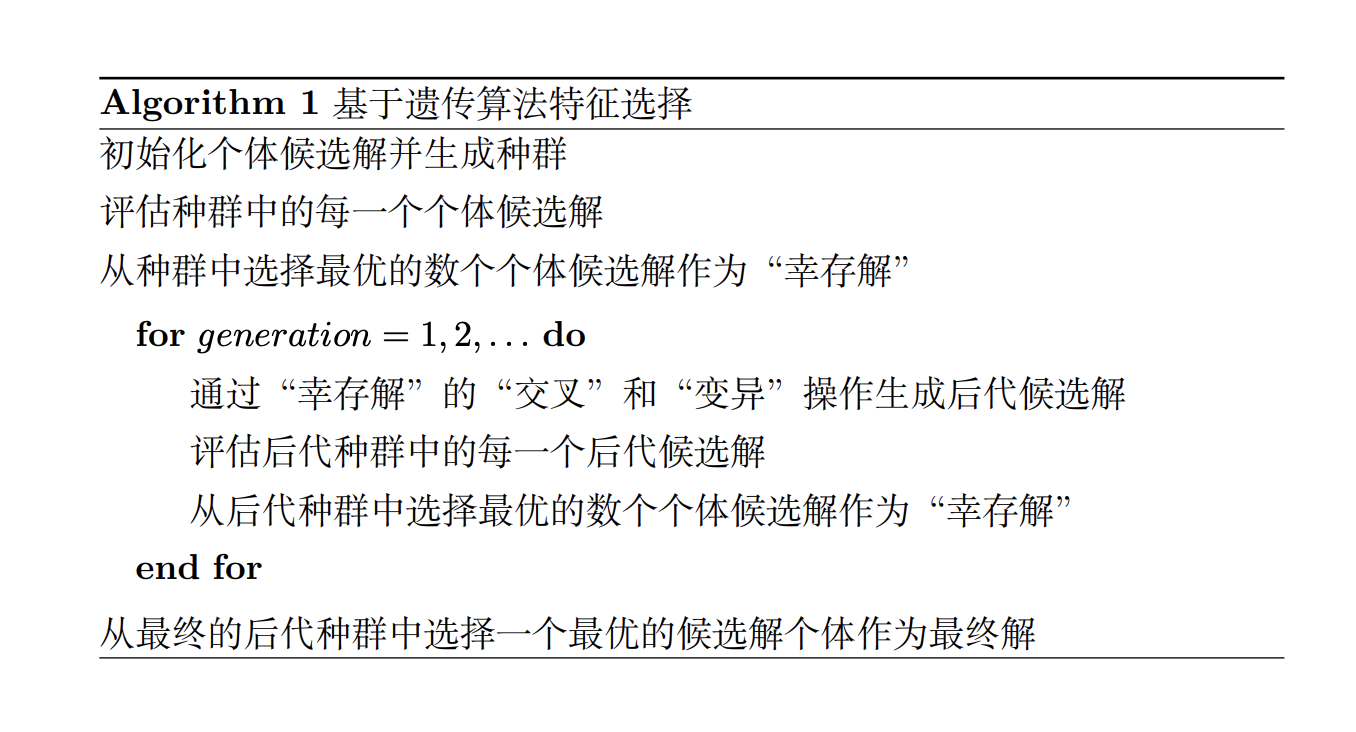 Algorithm 1 基于遗传算法特征选择
初始化个体候选解并生成种群
评估种群中的每一个个体候选解
从种群中选择最优的数个个体候选解作为“幸存解”
for generation = 1, 2, . . . do
通过“幸存解”的“交叉”和“变异”操作生成后代候选解
评估后代种群中的每一个后代候选解
从后代种群中选择最优的数个个体候选解作为“幸存解”
end for
从最终的后代种群中选择一个最优的候选解个体作为最终解